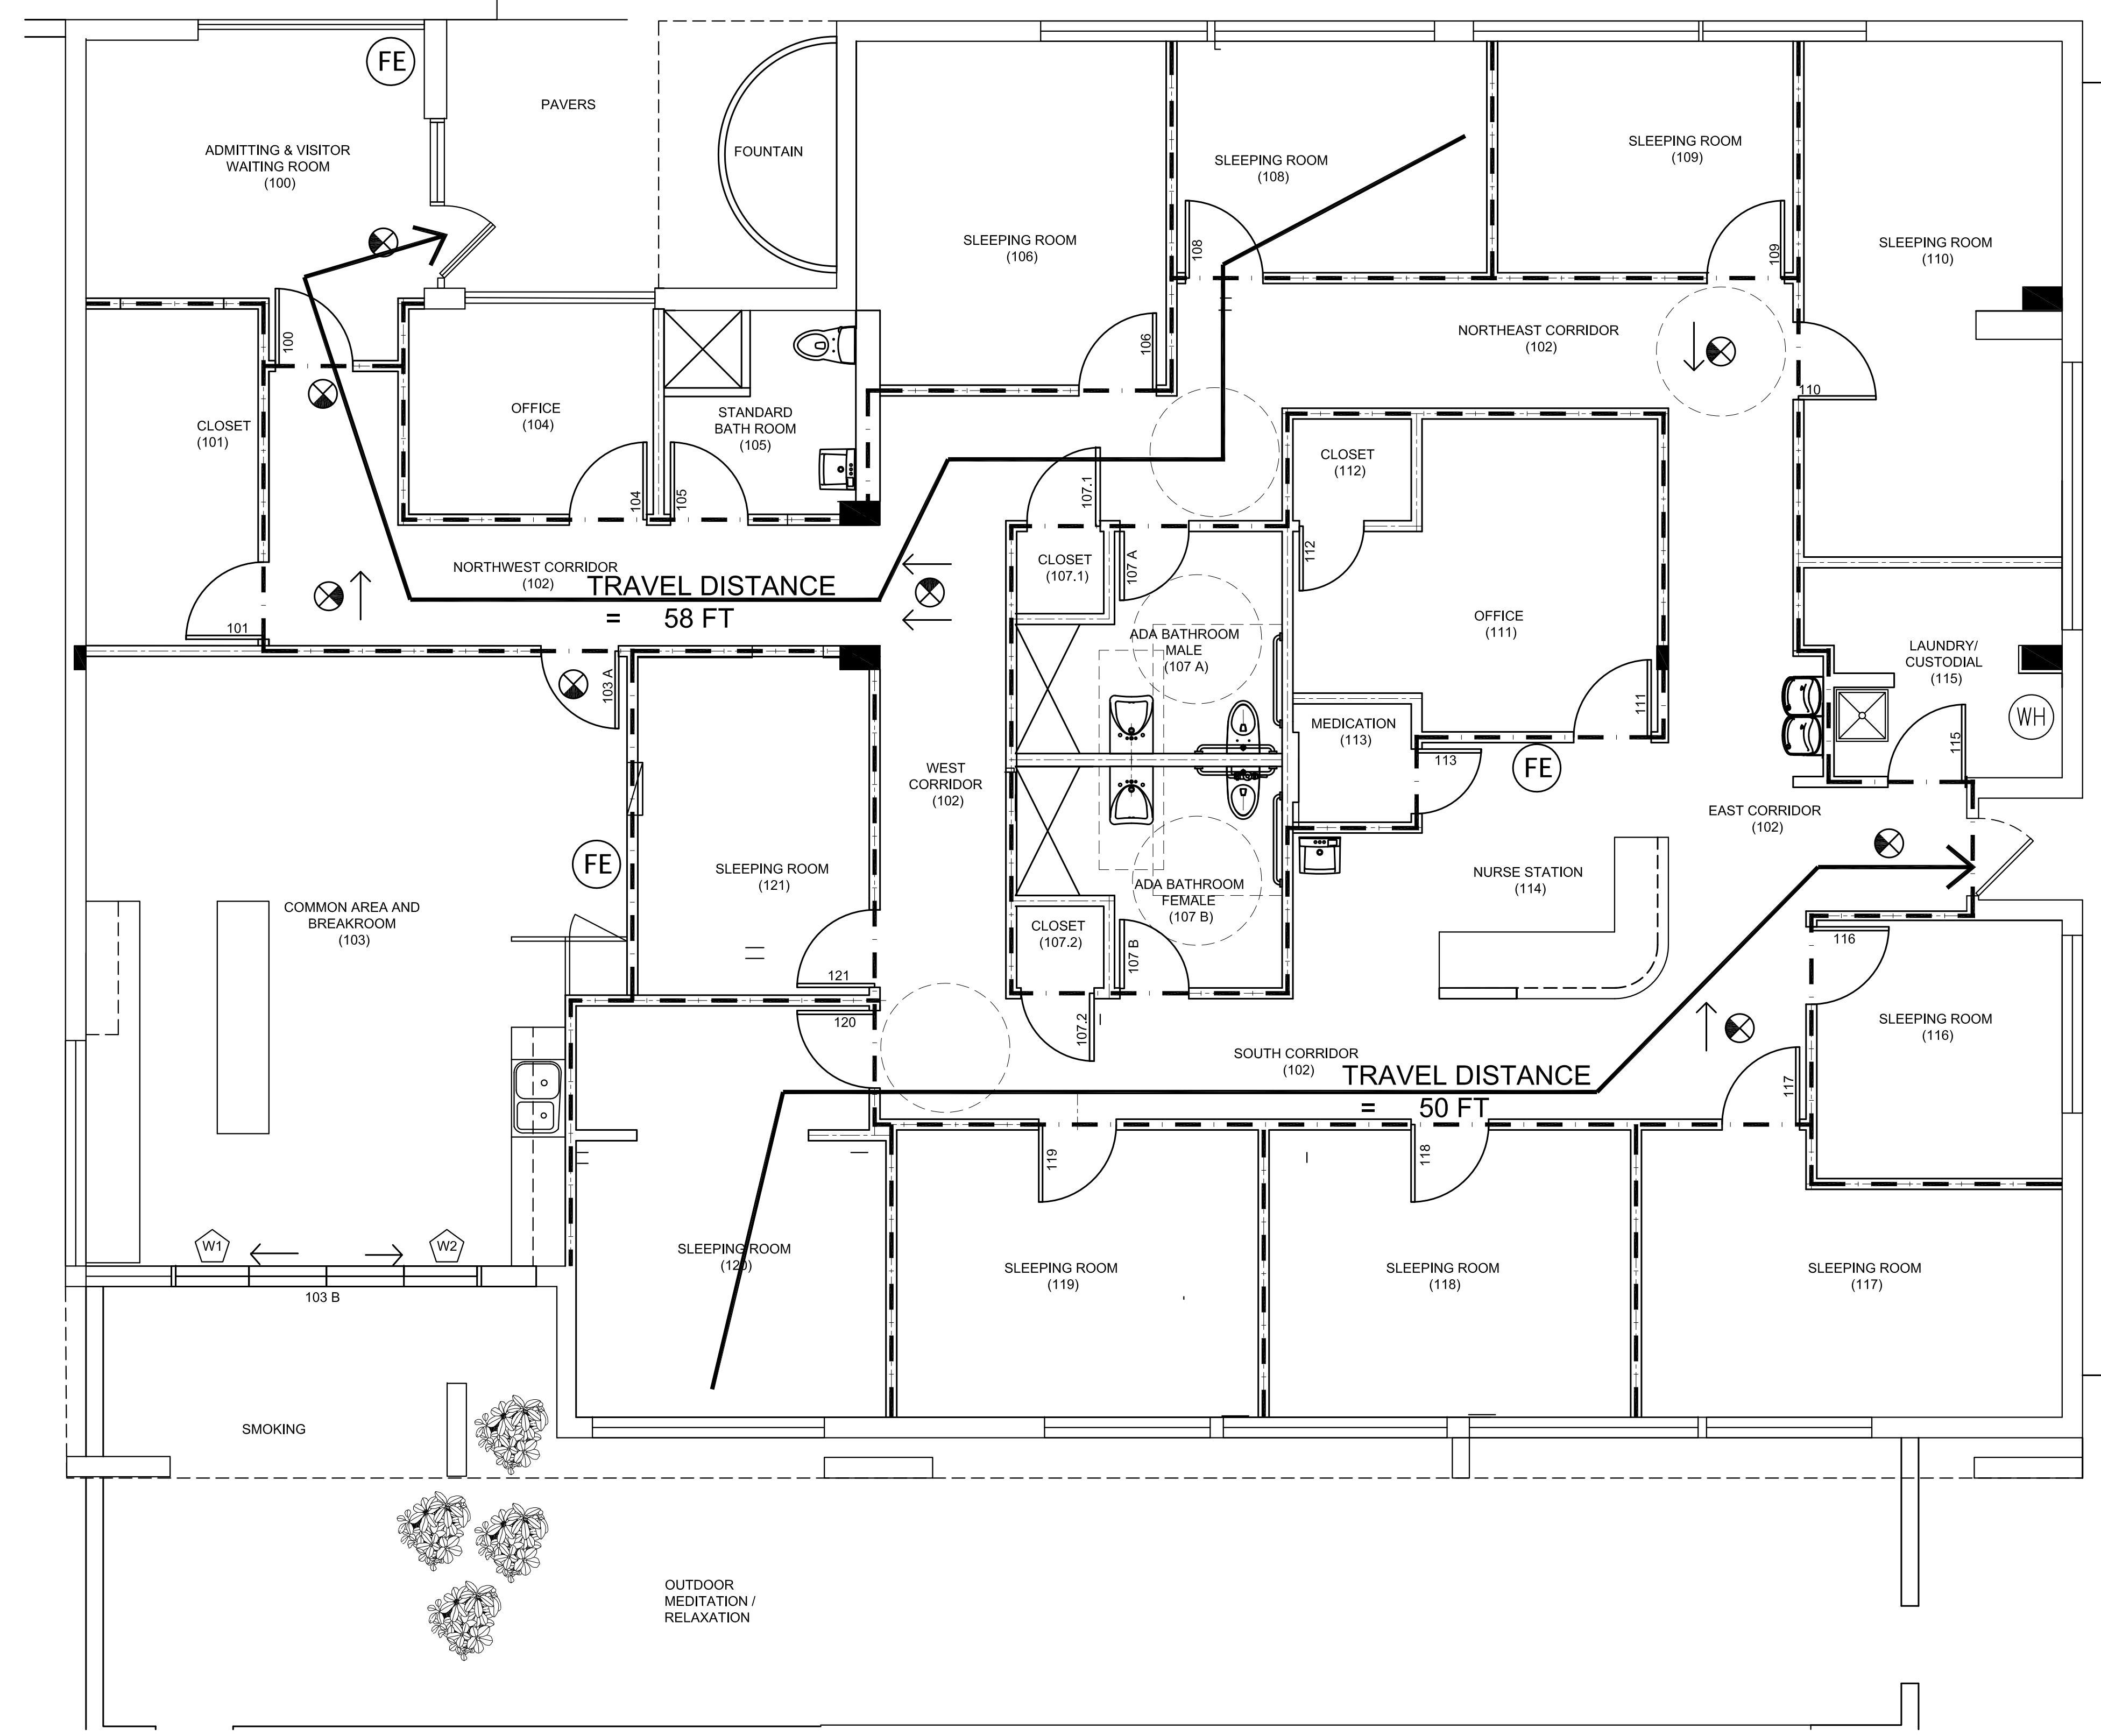 FE
PAVERS
ADMITTING & VISITOR
WAITING ROOM
(100)
FOUNTAIN
SLEEPING ROOM
(106)
SLEEPING ROOM
(108)
SLEEPING ROOM
(109)
SLEEPING ROOM
(110)
108
109
100
106
110
NORTHEAST CORRIDOR
(102)
CLOSET
(101)
OFFICE
(104)
STANDARD
BATH ROOM
(105)
104
105
CLOSET
(112)
107.1
112
NORTHWEST CORRIDOR
(102)
TRAVEL DISTANCE
= 58 FT
101
103 A
CLOSET
(107.1)
107 A
ADA BATHROOM
MALE
(107 A)
OFFICE
(111)
111
LAUNDRY/
CUSTODIAL
(115)
WH
115
MEDICATION
(113)
113
FE
WEST
CORRIDOR
(102)
EAST CORRIDOR
(102)
FE
SLEEPING ROOM
(121)
121
120
COMMON AREA AND
BREAKROOM
(103)
ADA BATHROOM
FEMALE
(107 B)
CLOSET
(107.2)
107 B
107.2
NURSE STATION
(114)
116
SLEEPING ROOM
(116)
SOUTH CORRIDOR
(102)
TRAVEL DISTANCE
= 50 FT
117
119
118
W1
W2
103 B
SLEEPING ROOM
(120)
SLEEPING ROOM
(119)
SLEEPING ROOM
(118)
SLEEPING ROOM
(117)
SMOKING
OUTDOOR
MEDITATION /
RELAXATION